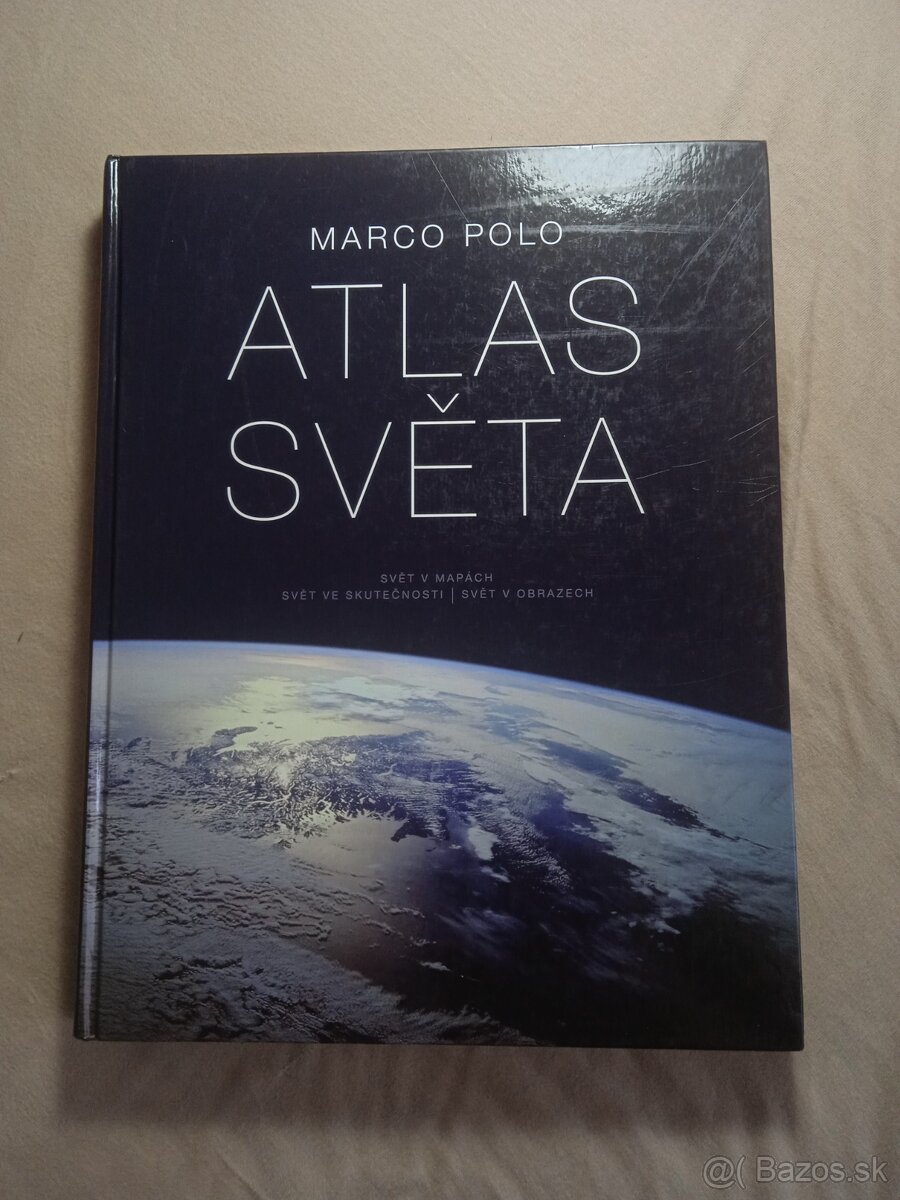 MARCO POLO
ATLAS
SVĚTA
SVĚT V MAPÁCH
SVĚT VE SKUTEČNOSTI | SVĚT V OBRAZECH
@( Bazos.sk